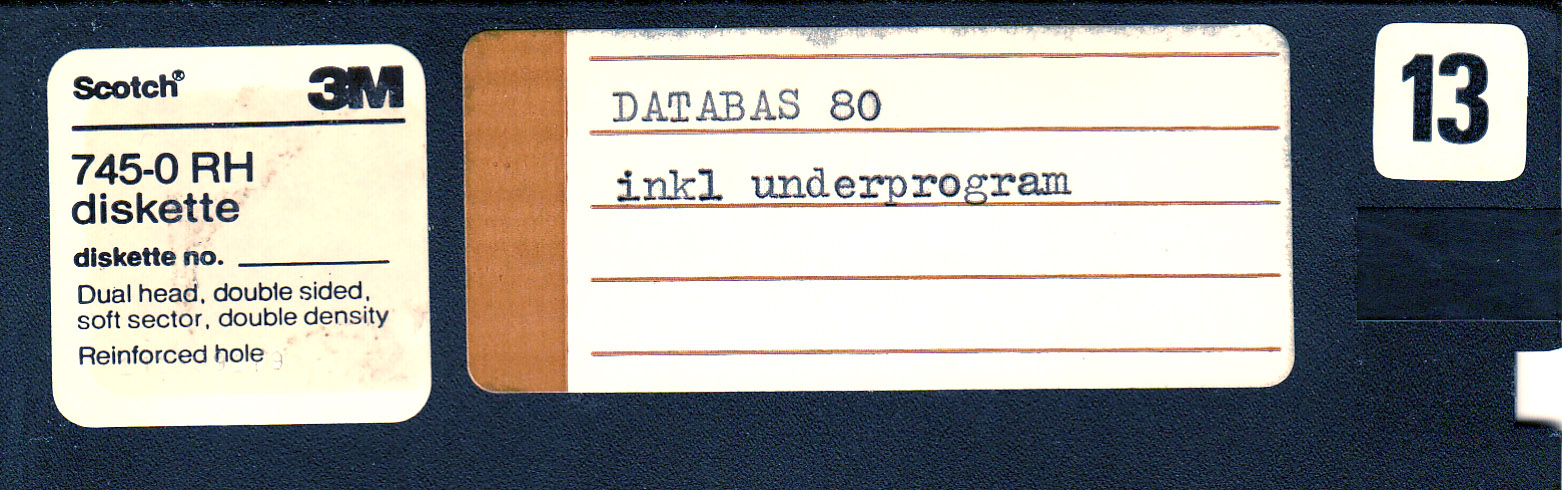 Scotch® 3M
745-0 RH
diskette
diskette no.
Dual head, double sided,
soft sector, double density
Reinforced hole
DATABAS 80
inkl underprogram
13